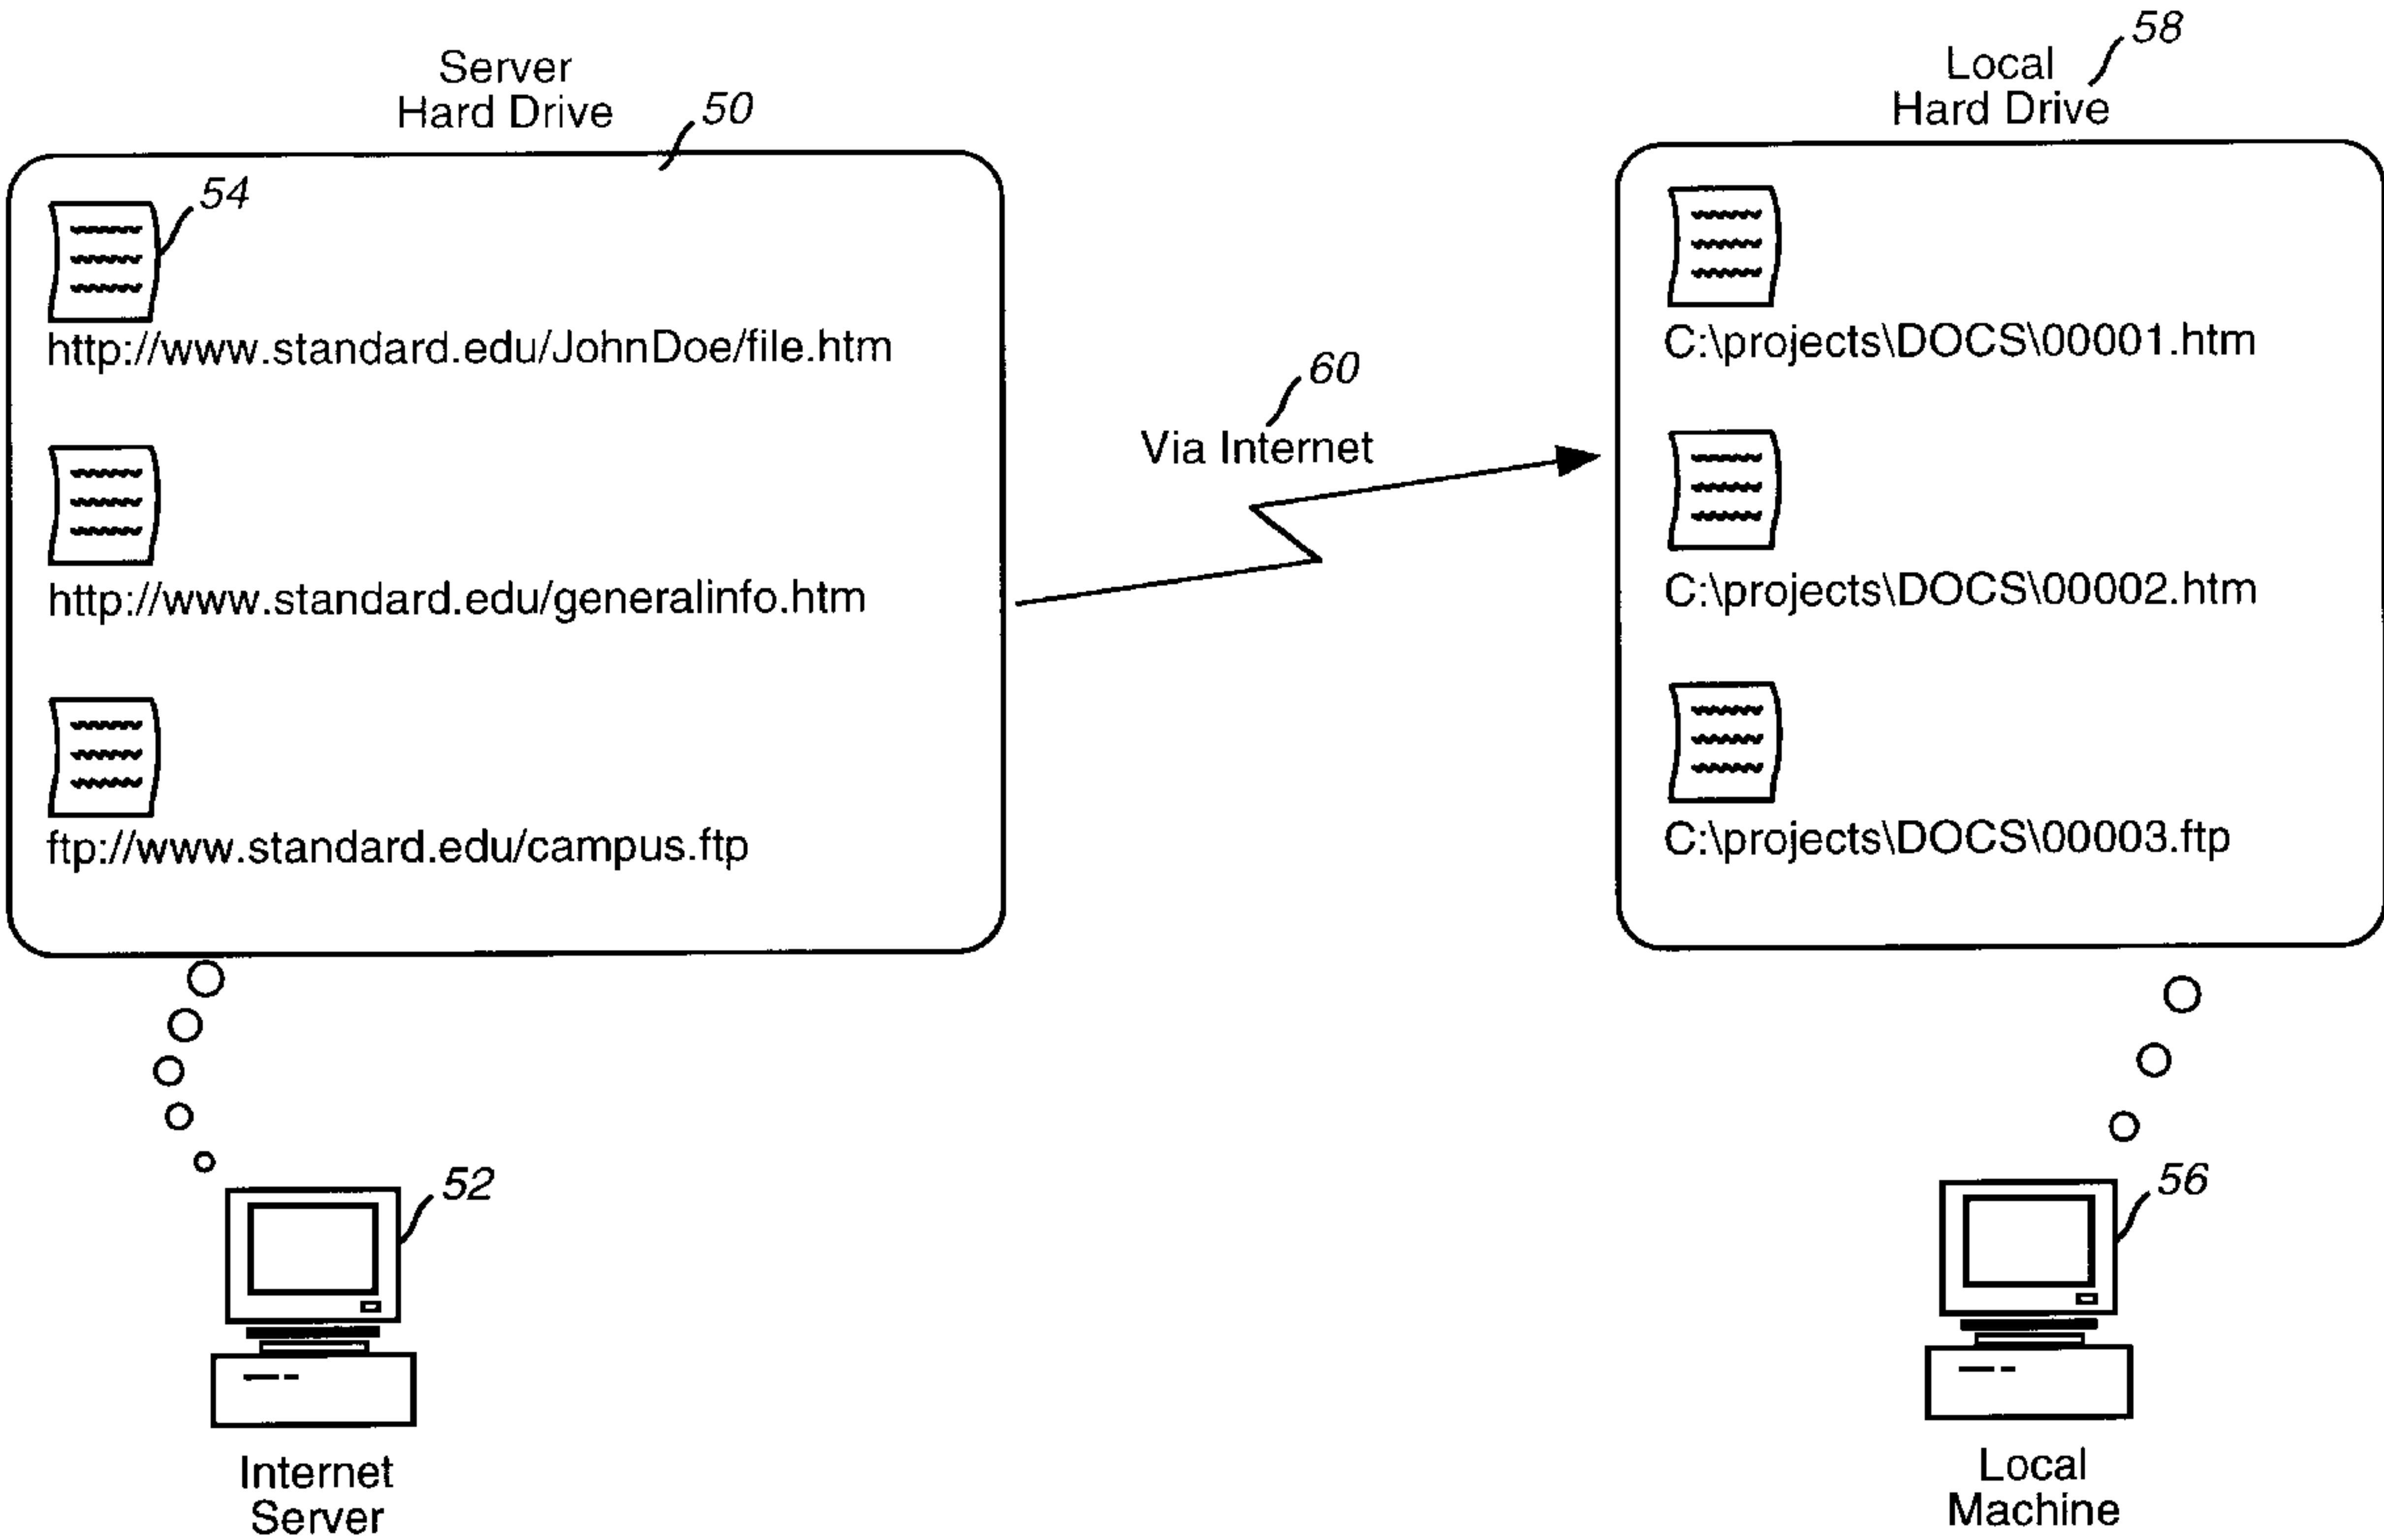 Server
Hard Drive
50
54
http://www.standard.edu/JohnDoe/file.htm
http://www.standard.edu/generalinfo.htm
ftp://www.standard.edu/campus.ftp
Via Internet
60
Local
Hard Drive
58
C:\projects\DOCS\00001.htm
C:\projects\DOCS\00002.htm
C:\projects\DOCS\00003.ftp
52
Internet
Server
56
Local
Machine